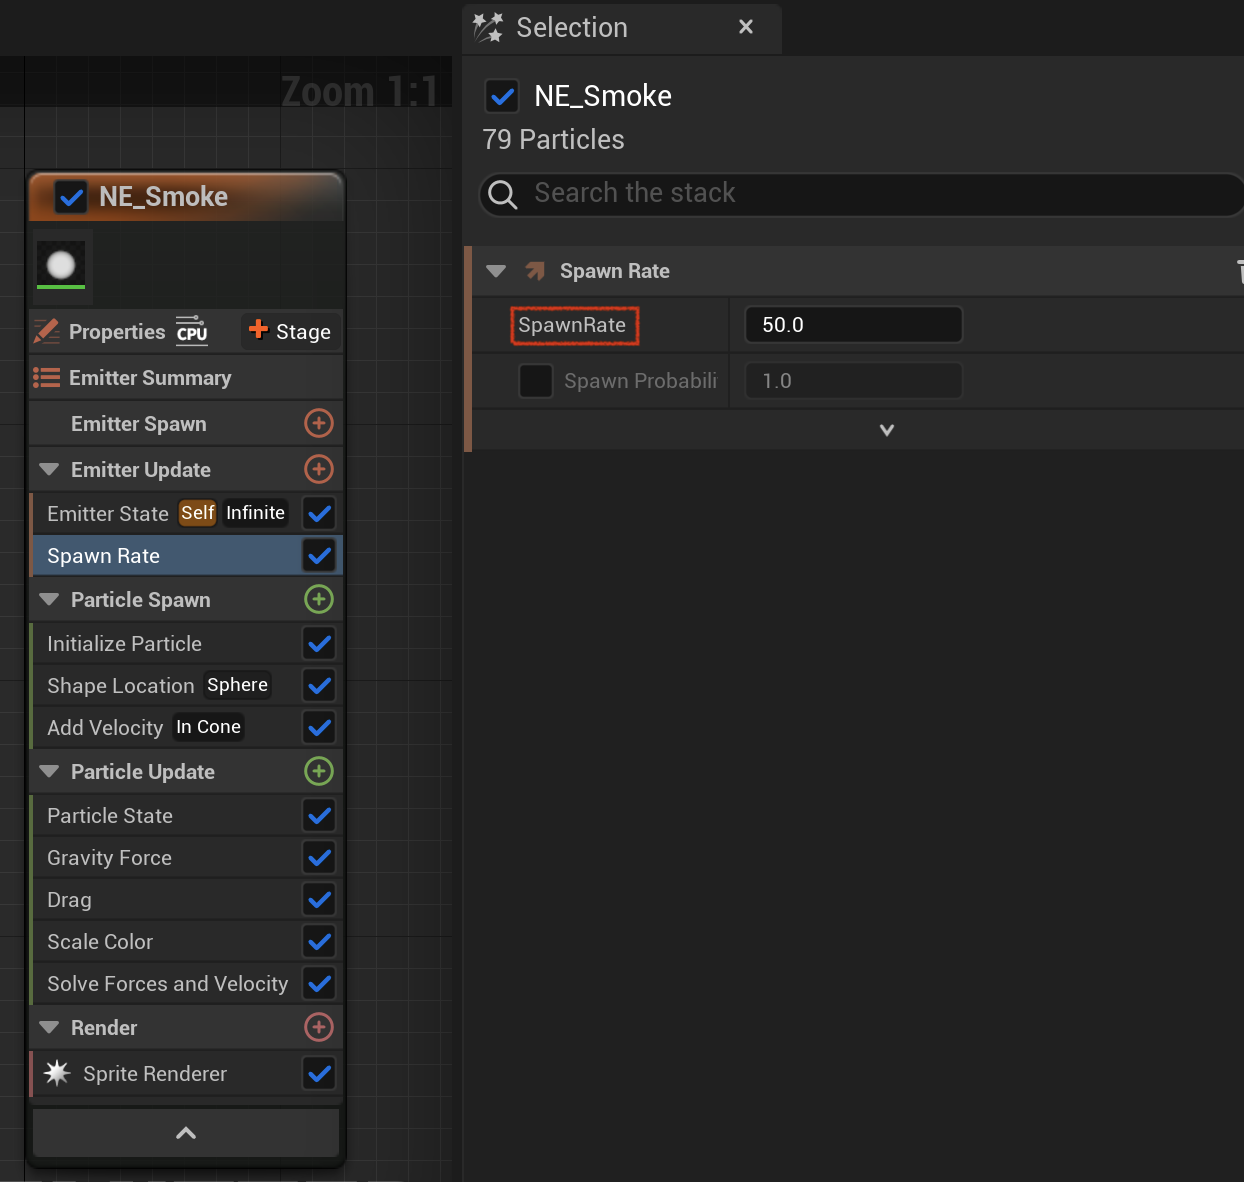 Selection
Zoom 1:1
NE_Smoke
79 Particles
Search the stack
Spawn Rate
SpawnRate 50.0
Spawn Probabili 1.0
NE_Smoke
Properties CPU Stage
Emitter Summary
Emitter Spawn
Emitter Update
Emitter State Self Infinite
Spawn Rate
Particle Spawn
Initialize Particle
Shape Location Sphere
Add Velocity In Cone
Particle Update
Particle State
Gravity Force
Drag
Scale Color
Solve Forces and Velocity
Render
Sprite Renderer